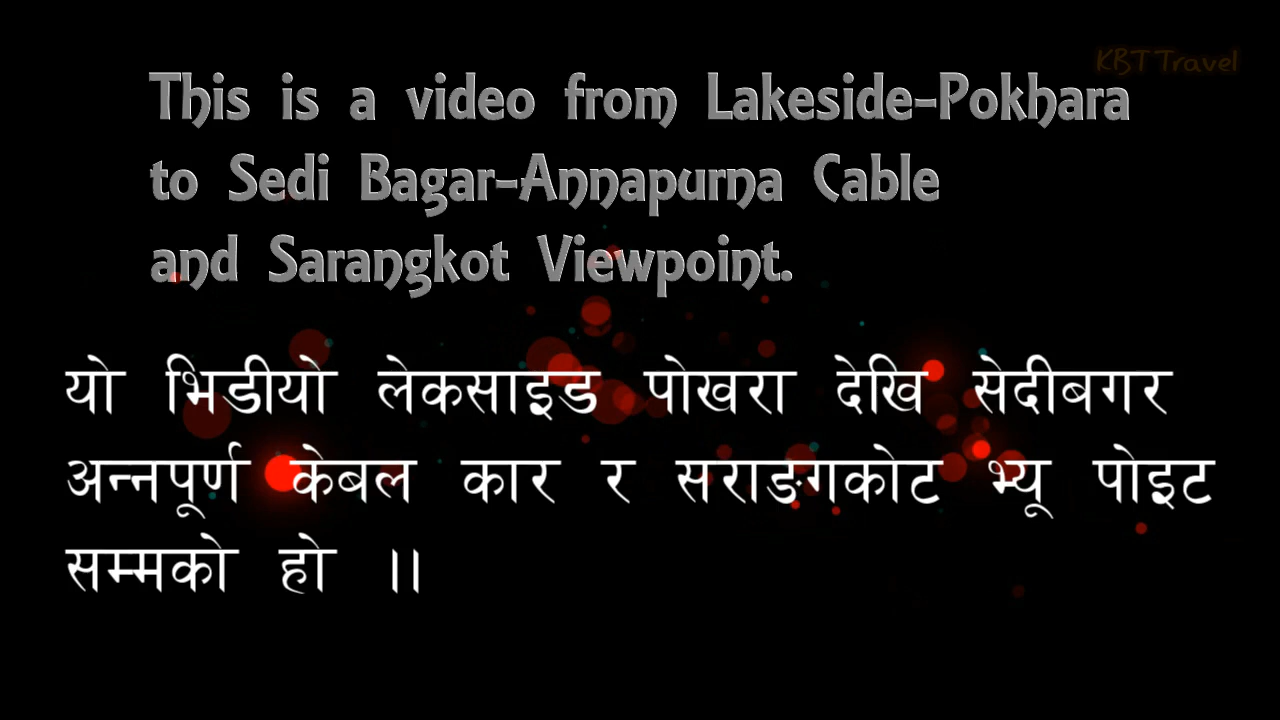 KBT Travel
This is a video from Lakeside-Pokhara
to Sedi Bagar-Annapurna Cable
and Sarangkot Viewpoint.
यो भिडीयो लेकसाइड पोखरा देखि सेदीबगर
अन्नपूर्ण केबल कार र सराङगकोट भ्यू पोइट
सम्मको हो ।।